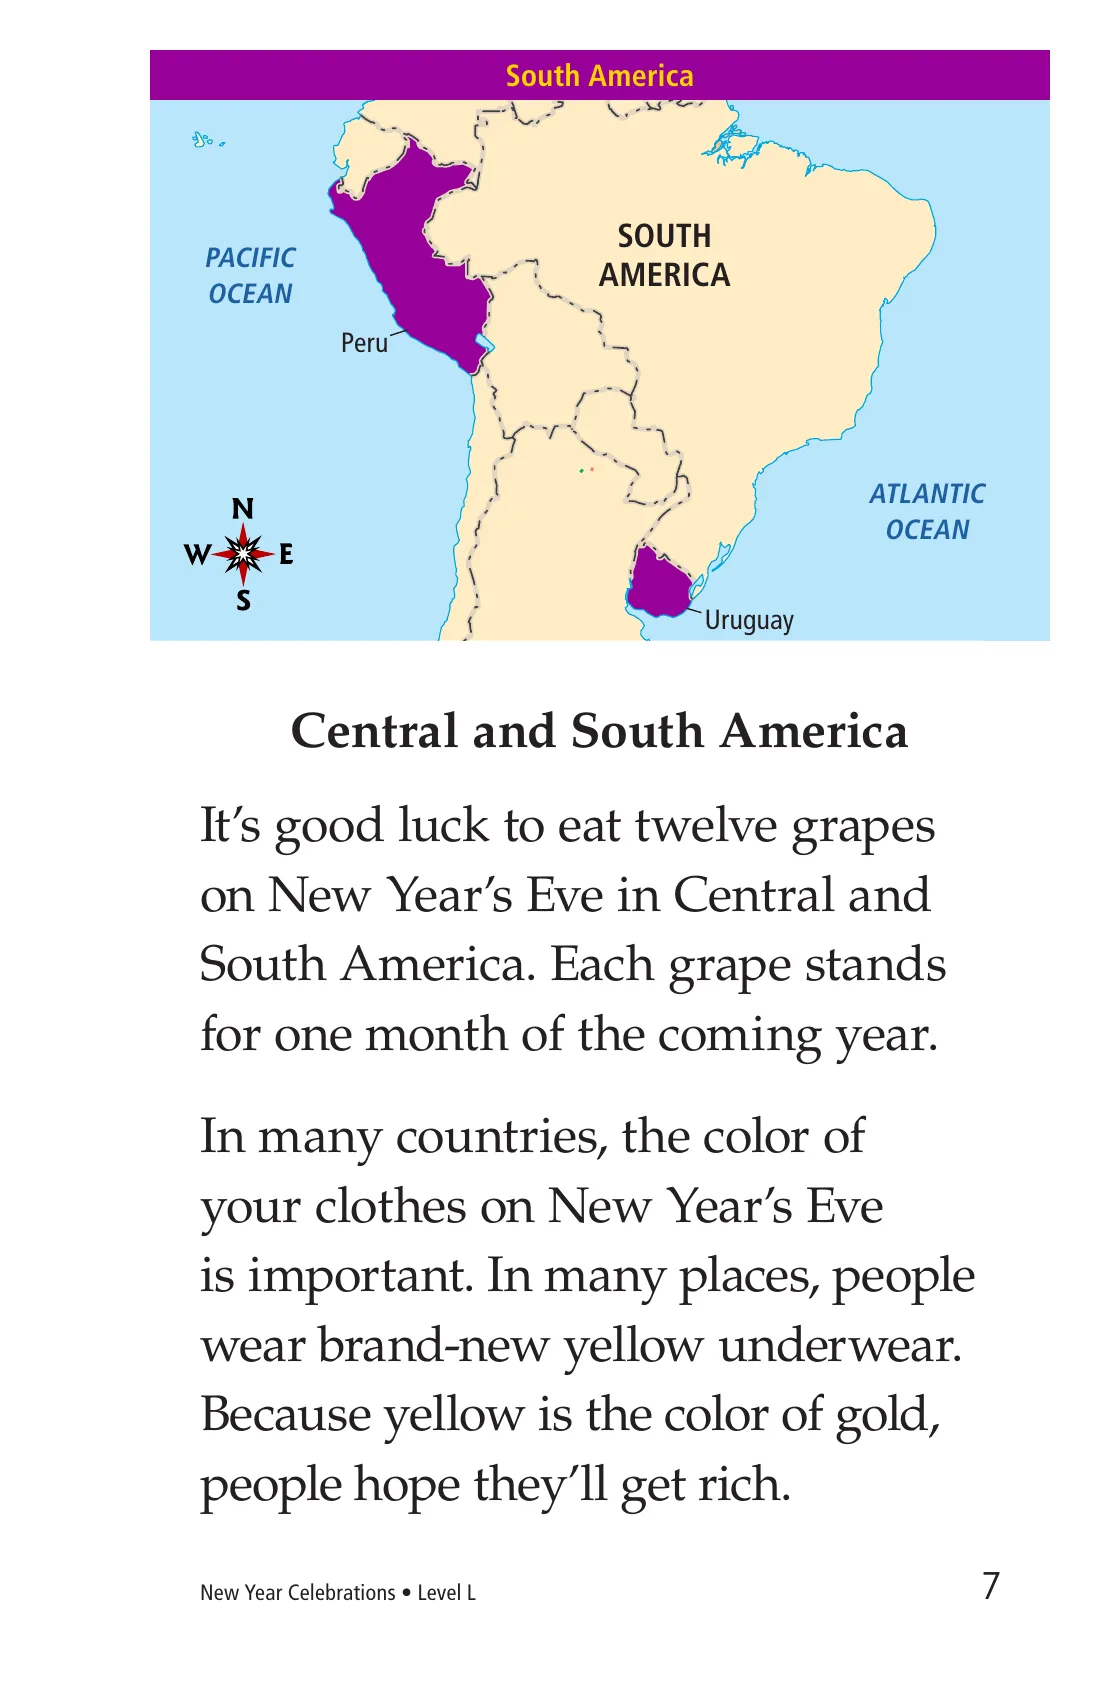 South America
SOUTH
AMERICA
PACIFIC
OCEAN
Peru
ATLANTIC
OCEAN
N
W E
S
Uruguay
Central and South America
It’s good luck to eat twelve grapes
on New Year’s Eve in Central and
South America. Each grape stands
for one month of the coming year.
In many countries, the color of
your clothes on New Year’s Eve
is important. In many places, people
wear brand-new yellow underwear.
Because yellow is the color of gold,
people hope they’ll get rich.
New Year Celebrations • Level L
7